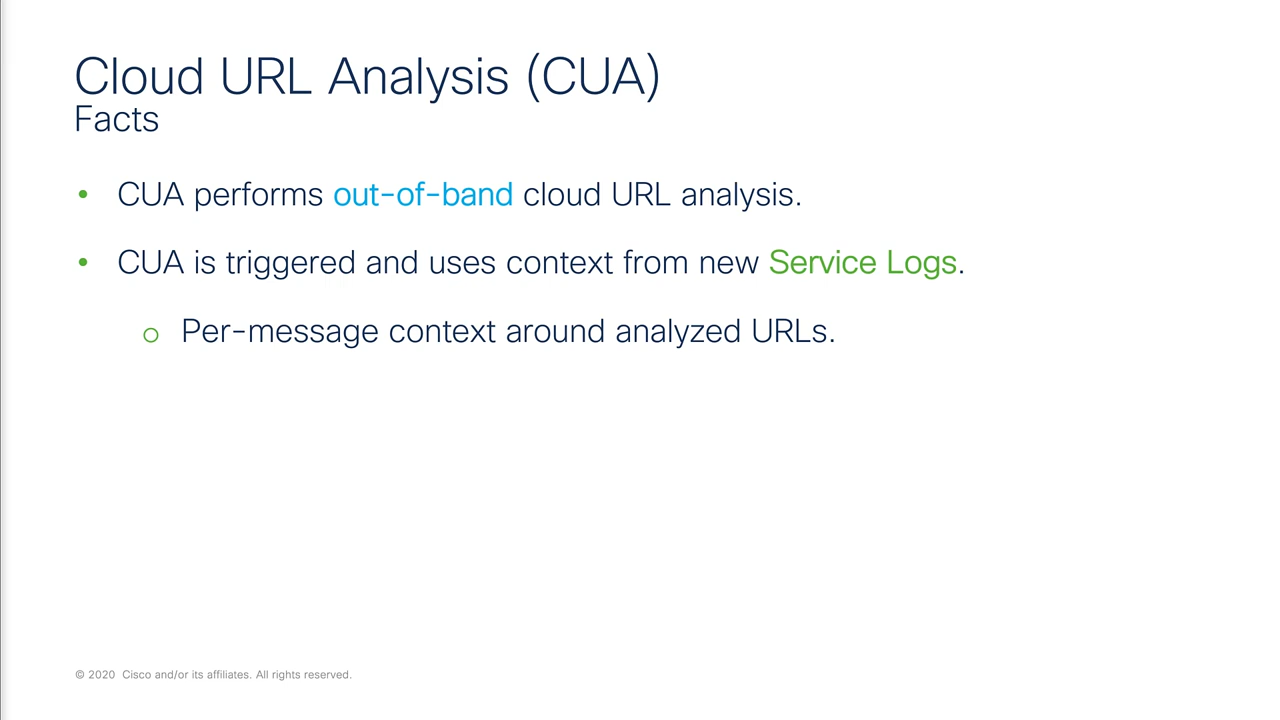 Cloud URL Analysis (CUA)
Facts
• CUA performs out-of-band cloud URL analysis.
• CUA is triggered and uses context from new Service Logs.
o Per-message context around analyzed URLs.
© 2020 Cisco and/or its affiliates. All rights reserved.